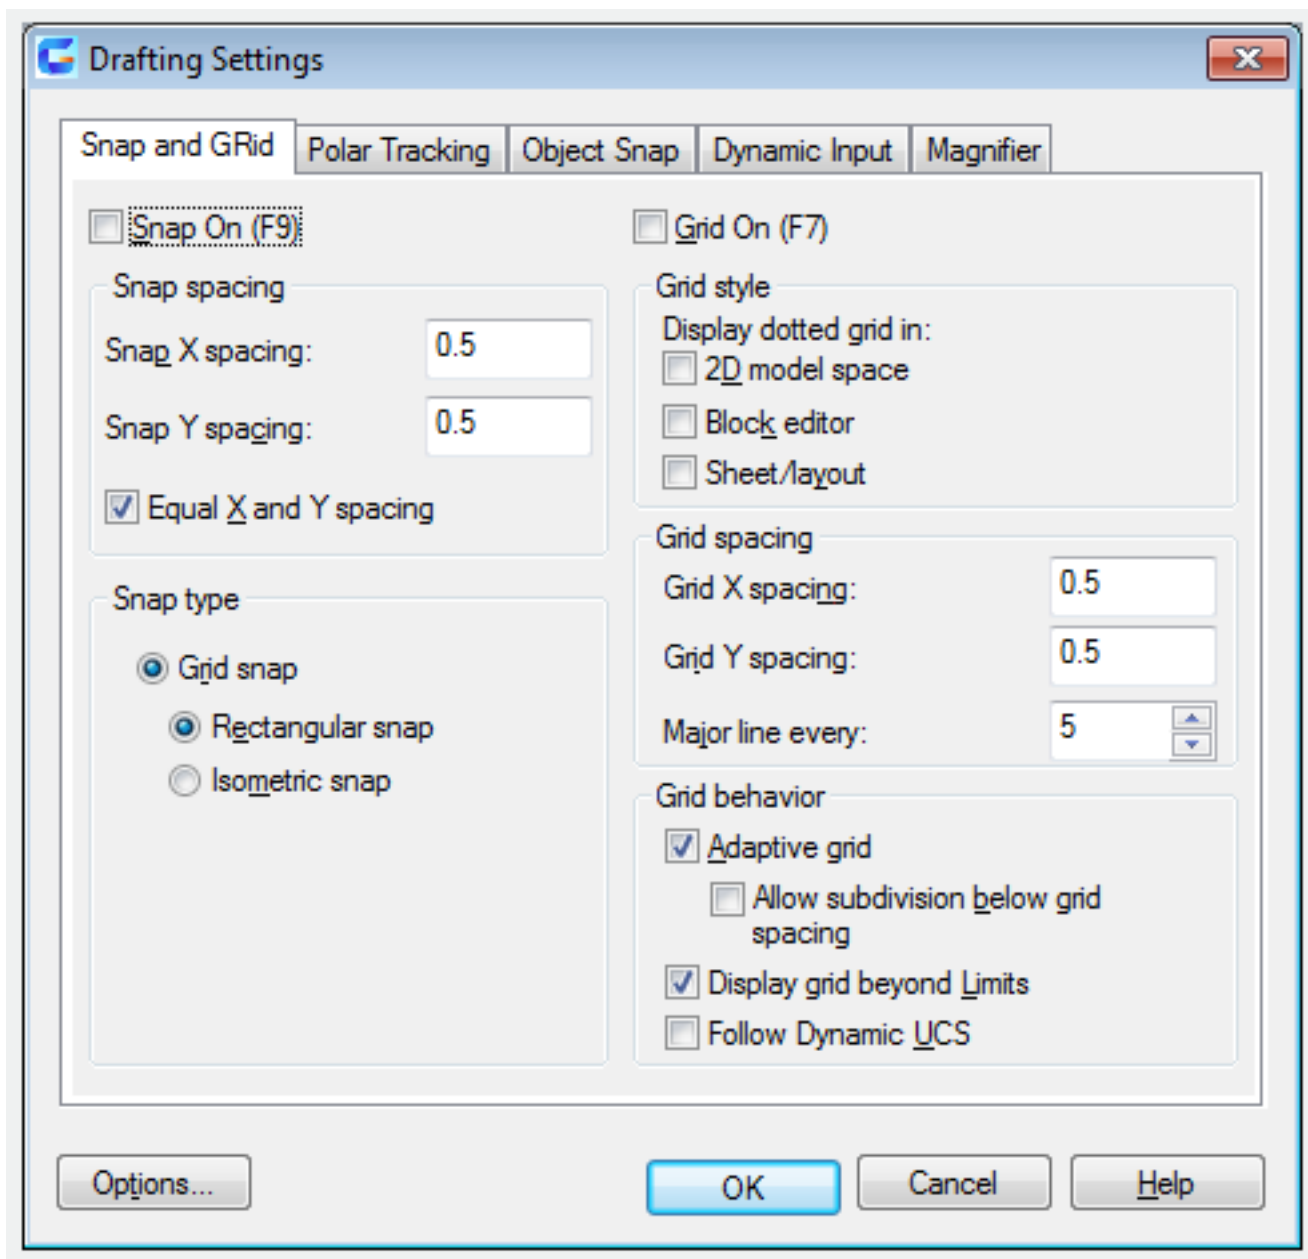 Drafting Settings
Snap and GRid
Polar Tracking
Object Snap
Dynamic Input
Magnifier
Snap On (F9)
Snap spacing
Snap X spacing:
0.5
Snap Y spacing:
0.5
Equal X and Y spacing
Snap type
Grid snap
Rectangular snap
Isometric snap
Grid On (F7)
Grid style
Display dotted grid in:
2D model space
Block editor
Sheet/layout
Grid spacing
Grid X spacing:
0.5
Grid Y spacing:
0.5
Major line every:
5
Grid behavior
Adaptive grid
Allow subdivision below grid
spacing
Display grid beyond Limits
Follow Dynamic UCS
Options...
OK
Cancel
Help